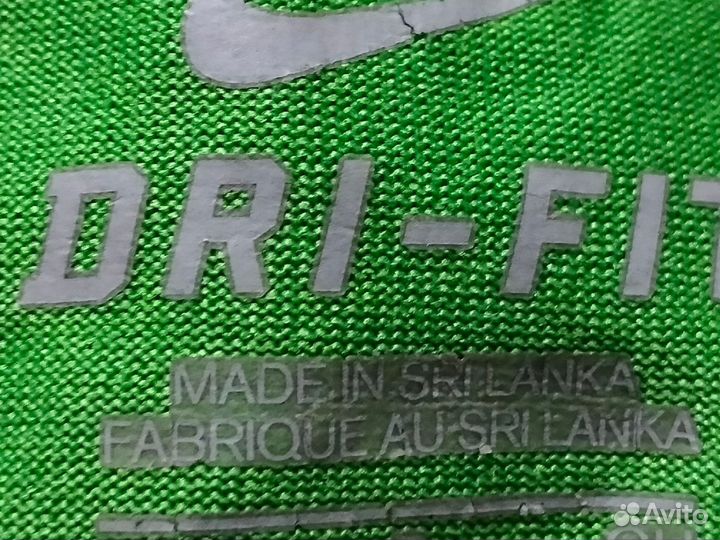 DRI-FIT
MADE IN SRI LANKA
FABRIQUE AU SRI LANKA
Avito